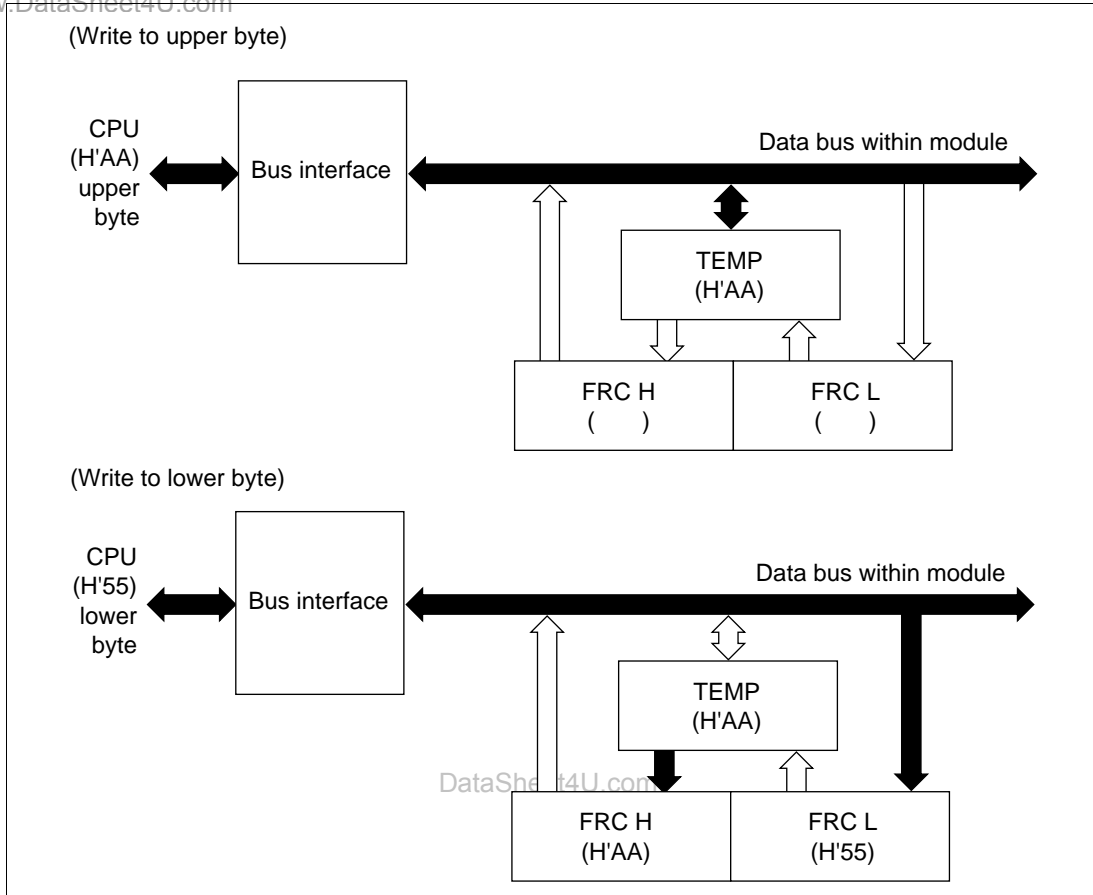 w.DataSheet4U.com
(Write to upper byte)
CPU
(H'AA)
upper
byte
Bus interface
Data bus within module
TEMP
(H'AA)
FRC H
( )
FRC L
( )
(Write to lower byte)
CPU
(H'55)
lower
byte
Bus interface
Data bus within module
TEMP
(H'AA)
DataShe t4U.com
FRC H
(H'AA)
FRC L
(H'55)